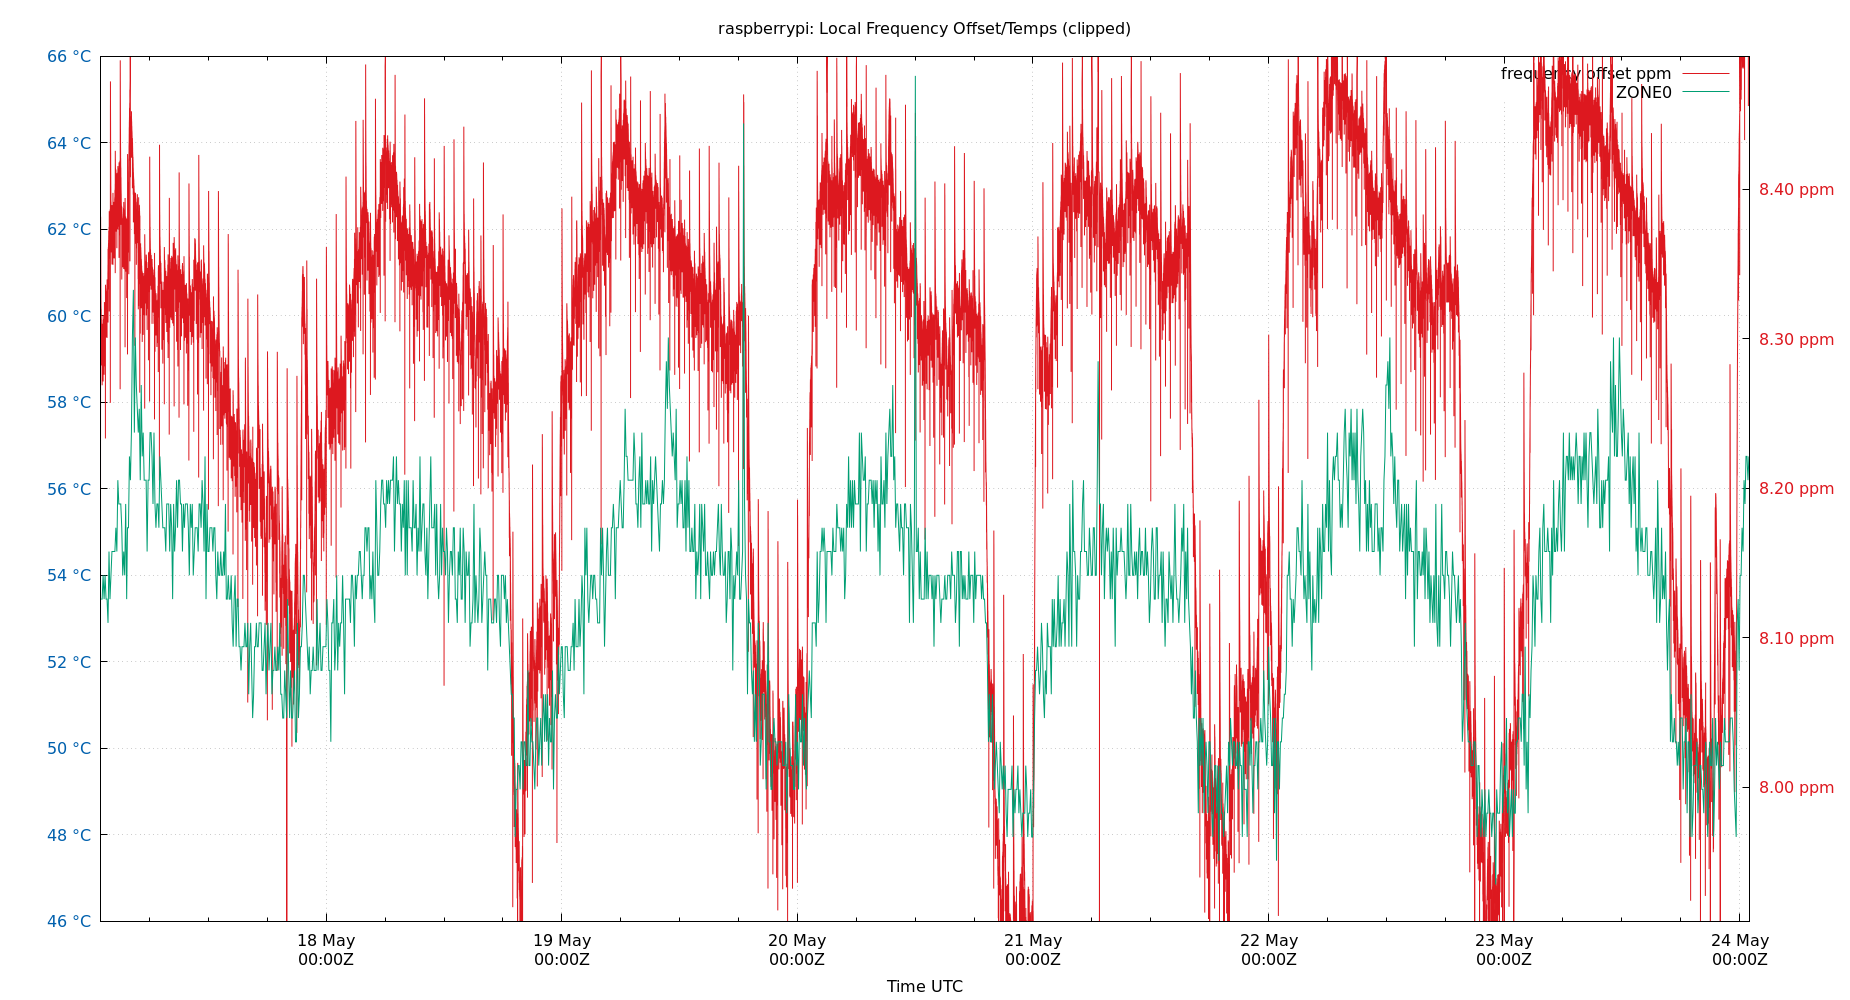 raspberrypi: Local Frequency Offset/Temps (clipped)
66 °C
64 °C
62 °C
60 °C
58 °C
56 °C
54 °C
52 °C
50 °C
48 °C
46 °C
frequency offset ppm
ZONE0
8.40 ppm
8.30 ppm
8.20 ppm
8.10 ppm
8.00 ppm
18 May
00:00Z
19 May
00:00Z
20 May
00:00Z
21 May
00:00Z
22 May
00:00Z
23 May
00:00Z
24 May
00:00Z
Time UTC